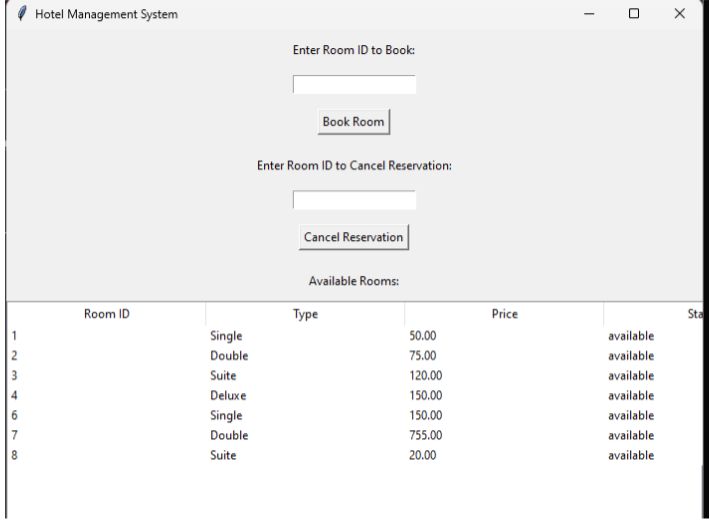 Hotel Management System
Enter Room ID to Book:
Book Room
Enter Room ID to Cancel Reservation:
Cancel Reservation
Available Rooms:
Room ID Type Price Sta
1 Single 50.00 available
2 Double 75.00 available
3 Suite 120.00 available
4 Deluxe 150.00 available
6 Single 150.00 available
7 Double 755.00 available
8 Suite 20.00 available